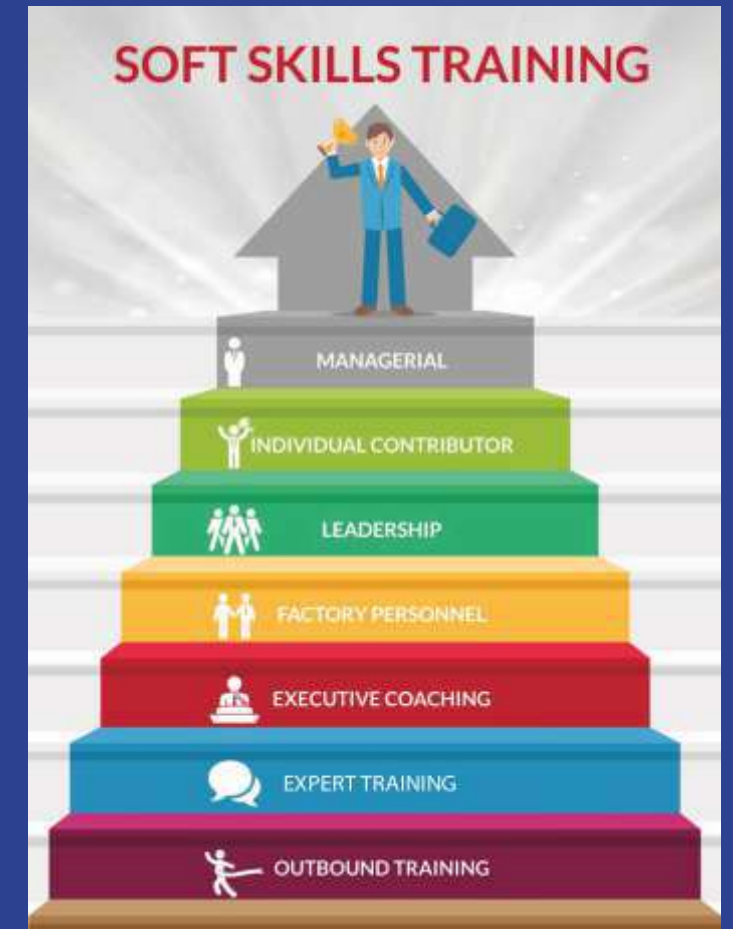 SOFT SKILLS TRAINING
MANAGERIAL
INDIVIDUAL CONTRIBUTOR
LEADERSHIP
FACTORY PERSONNEL
EXECUTIVE COACHING
EXPERT TRAINING
OUTBOUND TRAINING